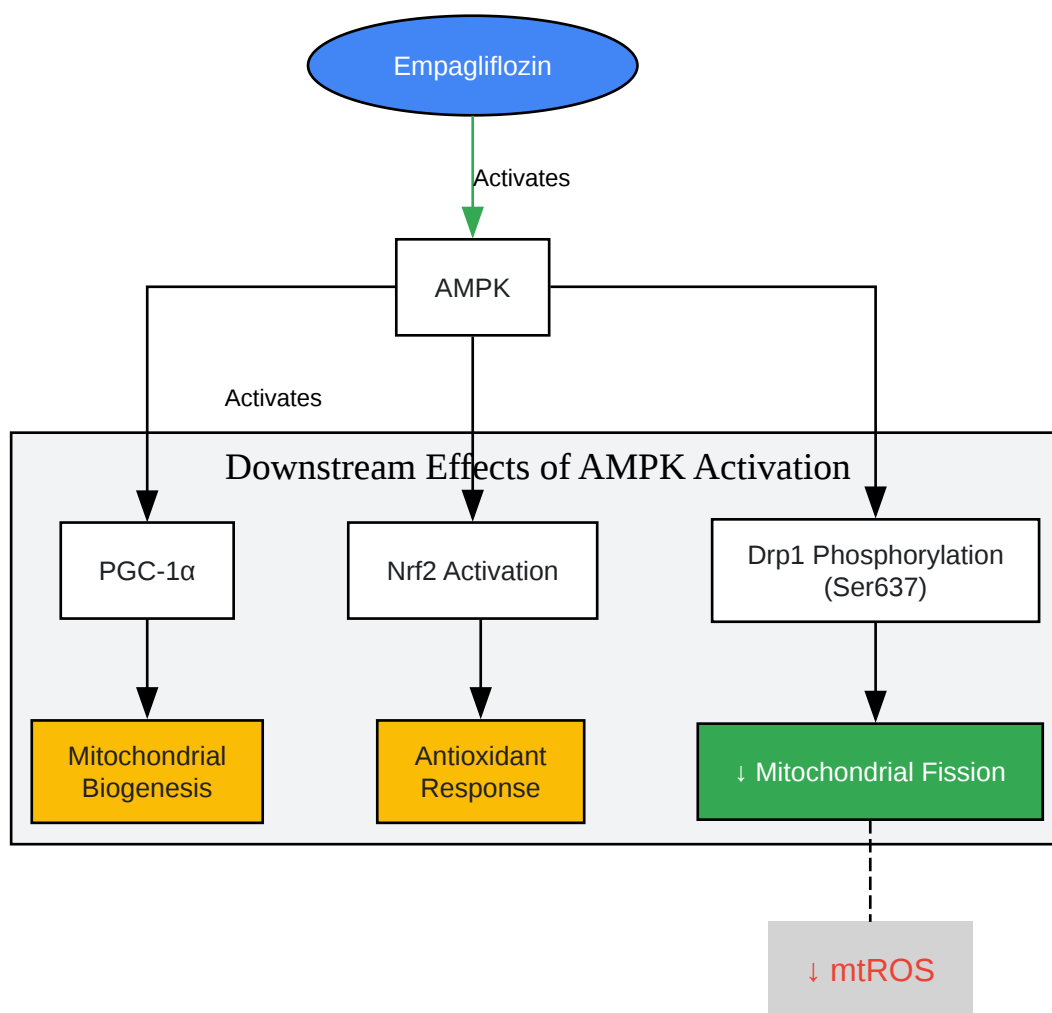 Empagliflozin
Activates
AMPK
Activates
Downstream Effects of AMPK Activation
PGC-1α
Nrf2 Activation
Drp1 Phosphorylation
(Ser637)
Mitochondrial
Biogenesis
Antioxidant
Response
↓ Mitochondrial Fission
↓ mtROS